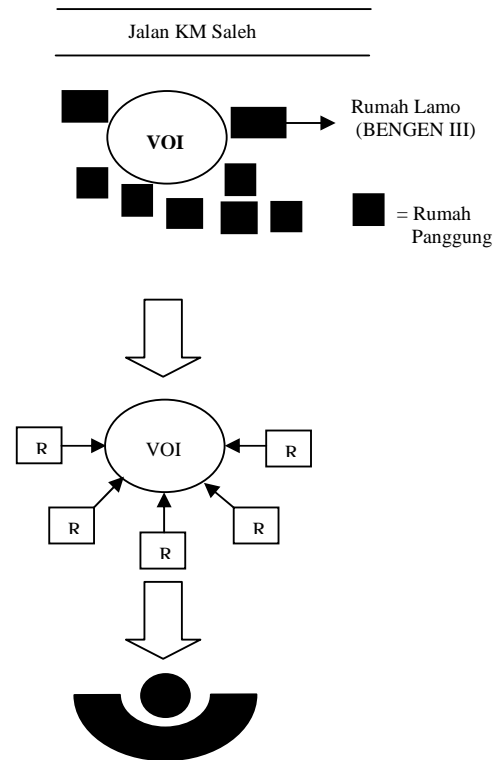 Jalan KM Saleh
VOI
Rumah Lamo
(BENGEN III)
= Rumah
Panggung
VOI
R
R
R
R
R